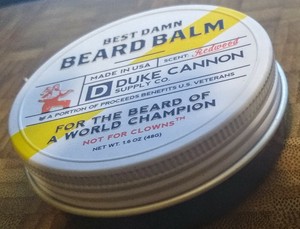 BEST DAMN
BEARD BALM
MADE IN USA SCENT: Redwood
D DUKE CANNON
SUPPLY CO.
A PORTION OF PROCEEDS BENEFITS U.S. VETERANS
FOR THE BEARD OF
A WORLD CHAMPION
NOT FOR CLOWNS™
NET WT. 1.6 OZ (46G)